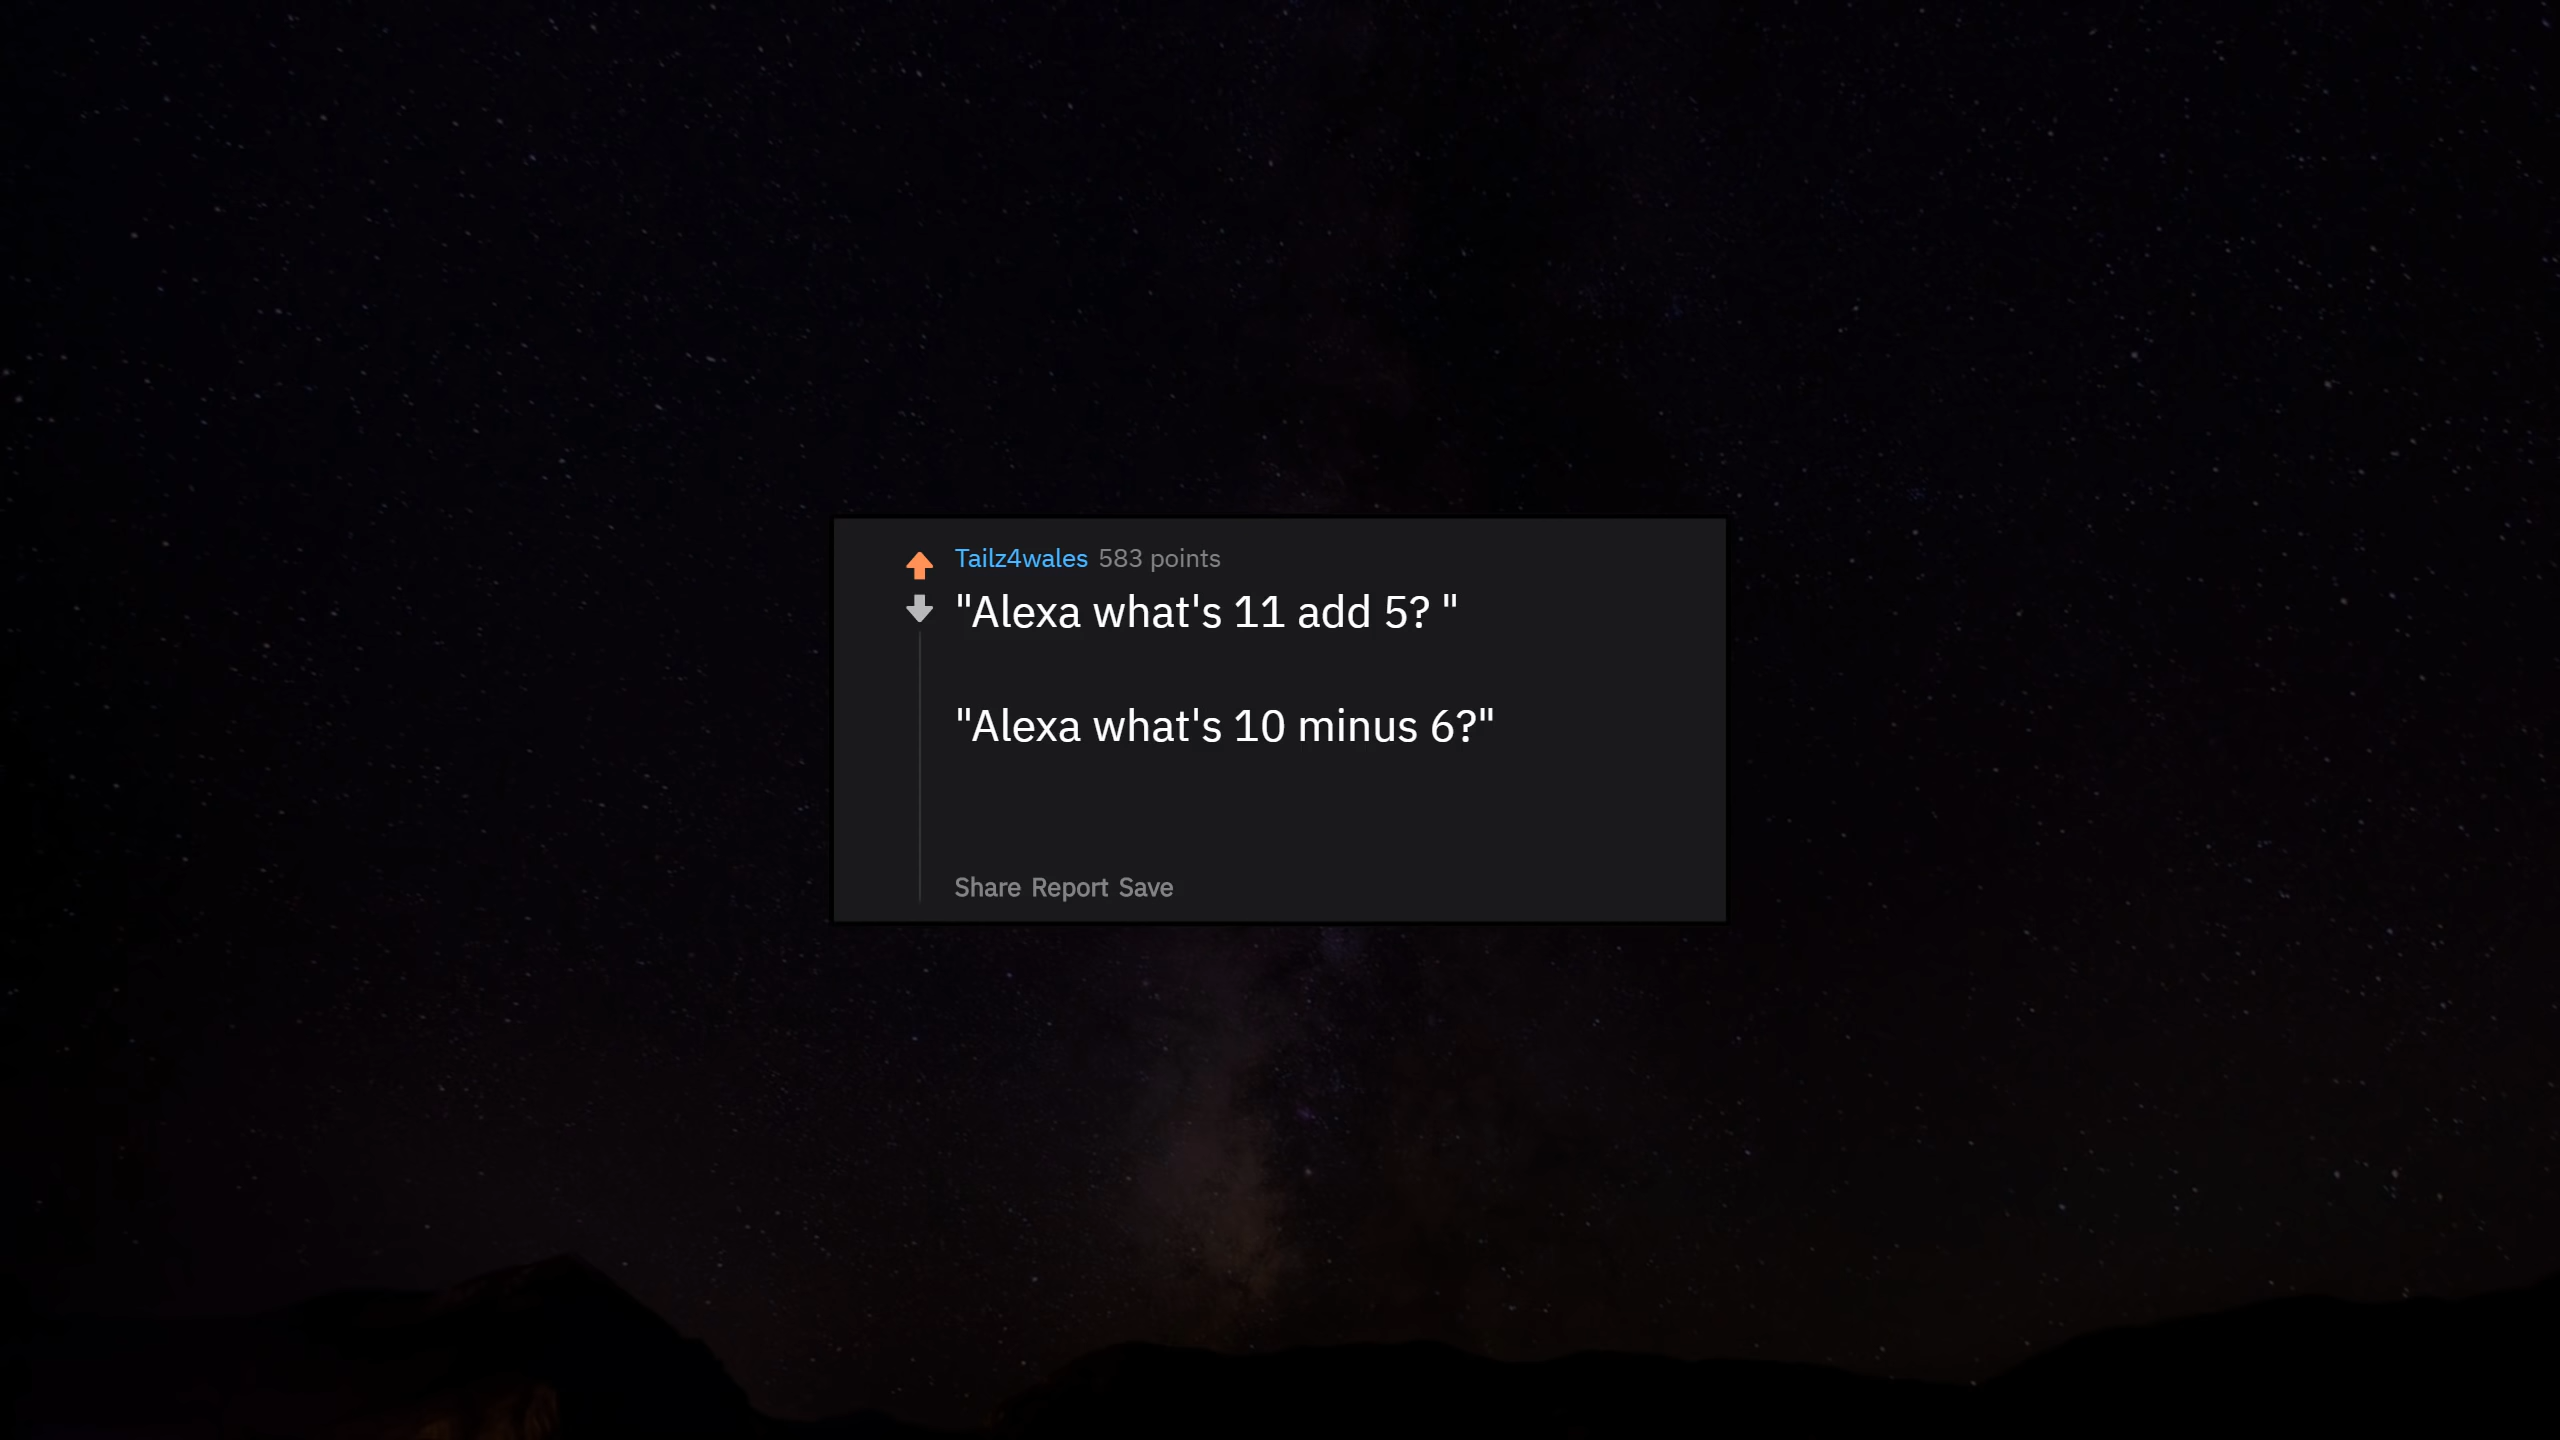 Tailz4wales 583 points
"Alexa what's 11 add 5? "
"Alexa what's 10 minus 6?"
Share Report Save